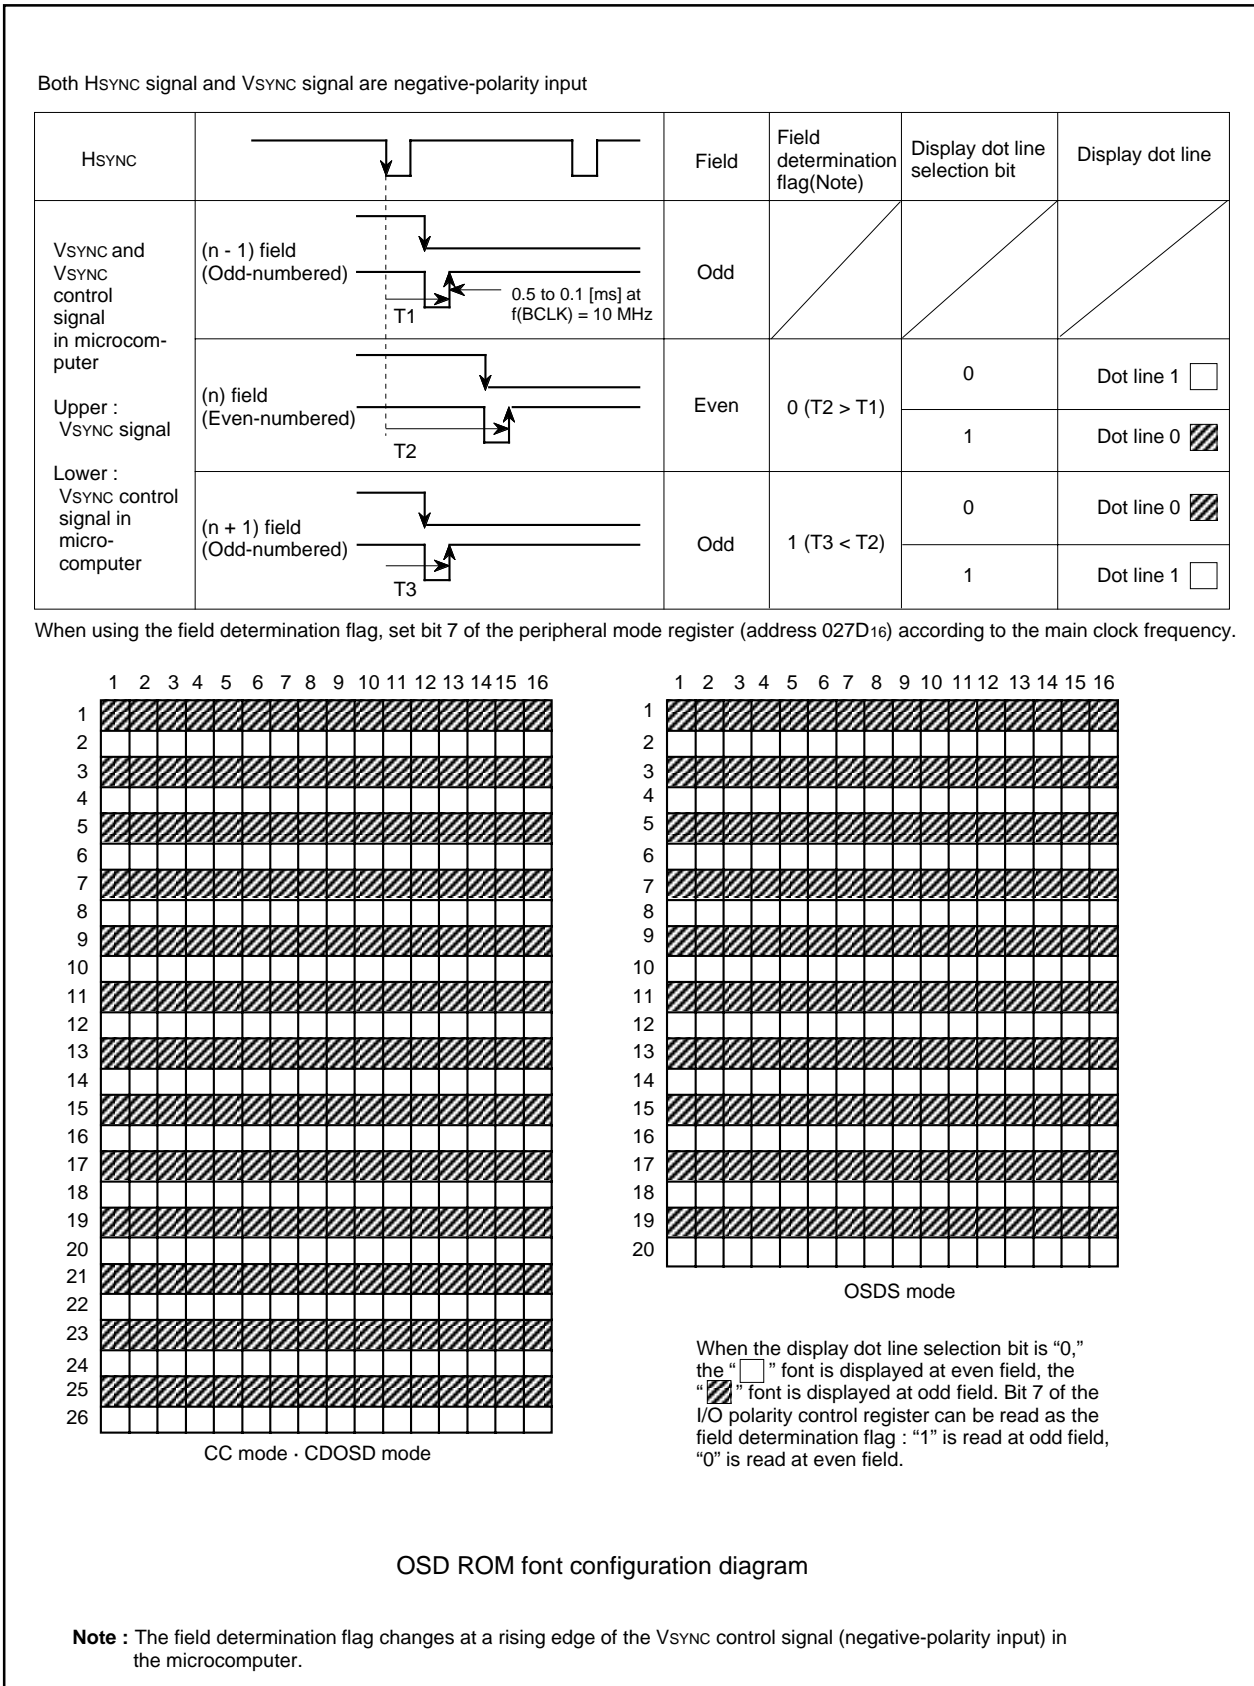 Both HSYNC signal and VSYNC signal are negative-polarity input
HSYNC
Field
Field
determination
flag(Note)
Display dot line
selection bit
Display dot line
VSYNC and
VSYNC
control
signal
in microcom-
puter
Upper :
VSYNC signal
Lower :
VSYNC control
signal in
micro-
computer
(n - 1) field
(Odd-numbered)
T1
0.5 to 0.1 [ms] at
f(BCLK) = 10 MHz
Odd
(n) field
(Even-numbered)
T2
Even
0 (T2 > T1)
0
Dot line 1
1
Dot line 0
(n + 1) field
(Odd-numbered)
T3
Odd
1 (T3 < T2)
0
Dot line 0
1
Dot line 1
When using the field determination flag, set bit 7 of the peripheral mode register (address 027D16) according to the main clock frequency.
1 2 3 4 5 6 7 8 9 10 11 12 13 14 15 16
1
2
3
4
5
6
7
8
9
10
11
12
13
14
15
16
17
18
19
20
21
22
23
24
25
26
CC mode · CDOSD mode
1 2 3 4 5 6 7 8 9 10 11 12 13 14 15 16
1
2
3
4
5
6
7
8
9
10
11
12
13
14
15
16
17
18
19
20
OSDS mode
When the display dot line selection bit is “0,”
the “ ” font is displayed at even field, the
“ ” font is displayed at odd field. Bit 7 of the
I/O polarity control register can be read as the
field determination flag : “1” is read at odd field,
“0” is read at even field.
OSD ROM font configuration diagram
Note : The field determination flag changes at a rising edge of the VSYNC control signal (negative-polarity input) in
the microcomputer.